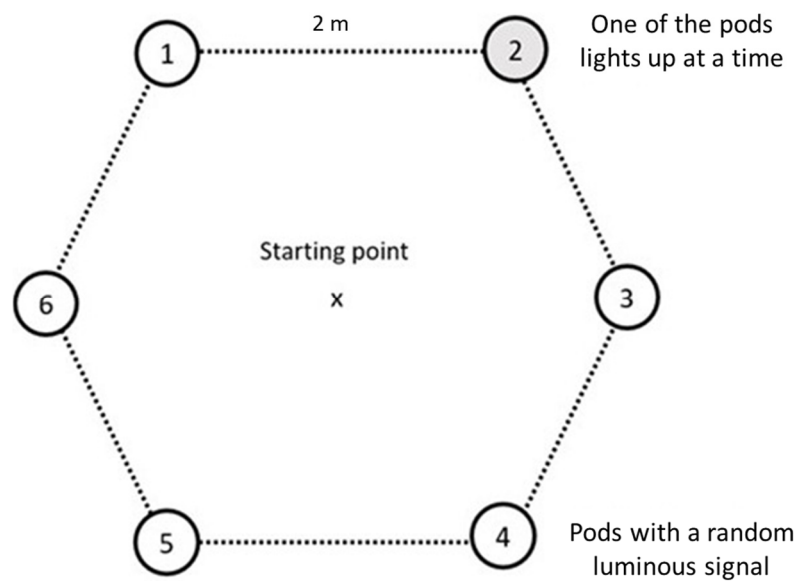 2 m
One of the pods
lights up at a time
1
2
Starting point
x
6
3
5
4
Pods with a random
luminous signal